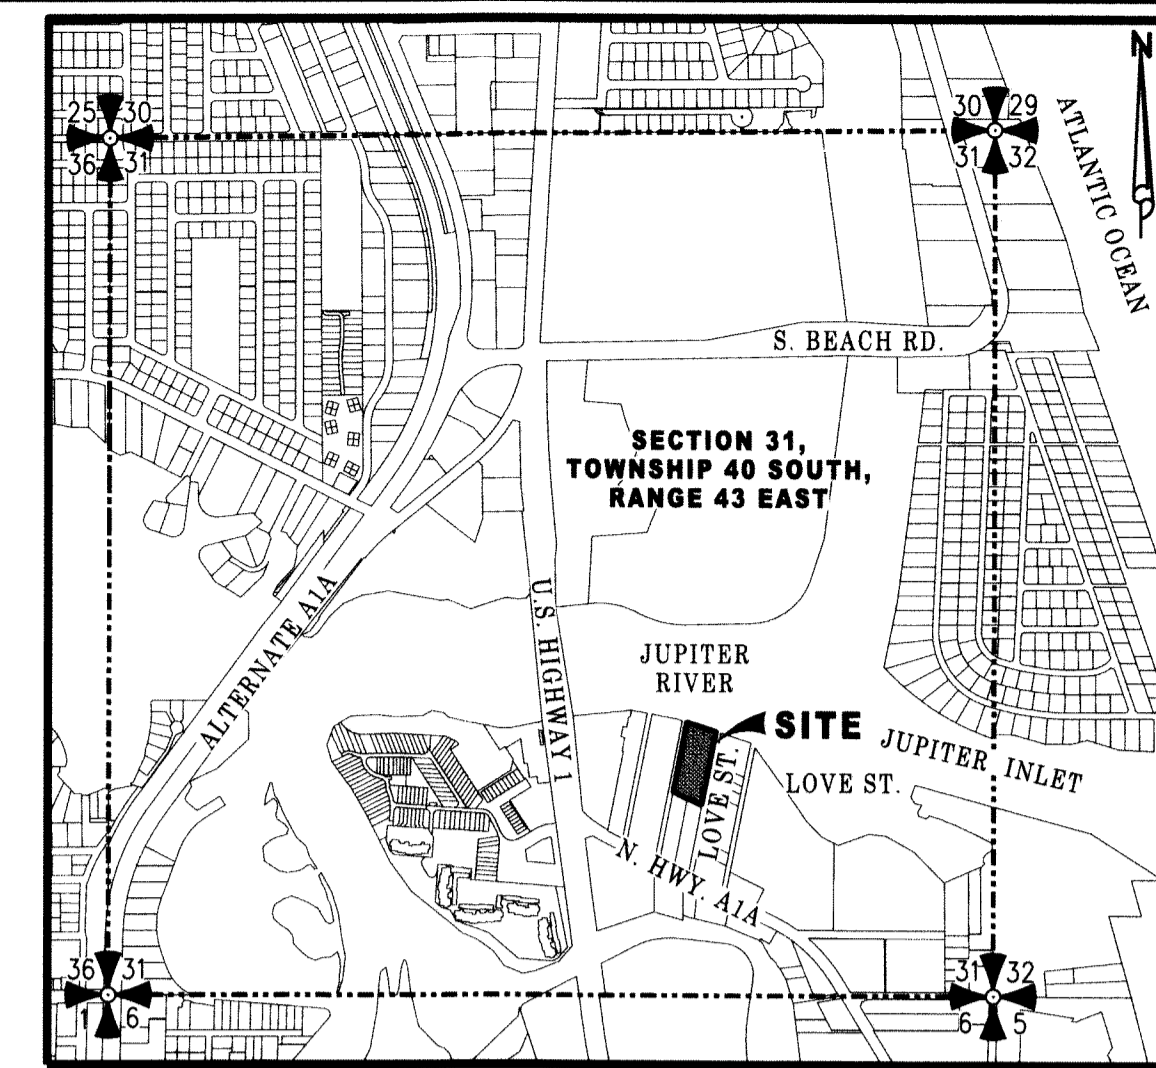 N
25 30
36 31
30 29
31 32
ATLANTIC OCEAN
S. BEACH RD.
SECTION 31,
TOWNSHIP 40 SOUTH,
RANGE 43 EAST
ALTERNATE A1A
U.S. HIGHWAY 1
JUPITER
RIVER
SITE
JUPITER INLET
LOVE ST.
LOVE ST.
N. HWY. A1A
36 31
1 6
31 32
6 5